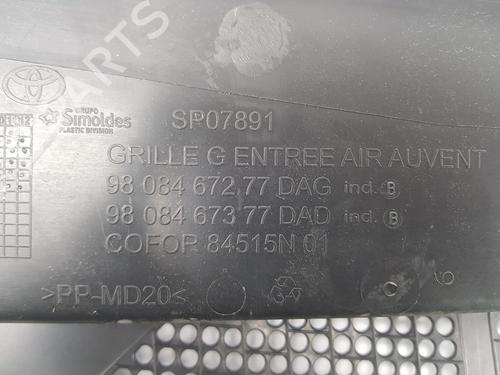 PARTS
GRUPO
Simoldes
PLASTIC DIVISION
SP07891
GRILLE G ENTREE AIR AUVENT
98 084 672 77 DAG ind. B
98 084 673 77 DAD ind. B
COFOR 84515N 01
>PP-MD20<